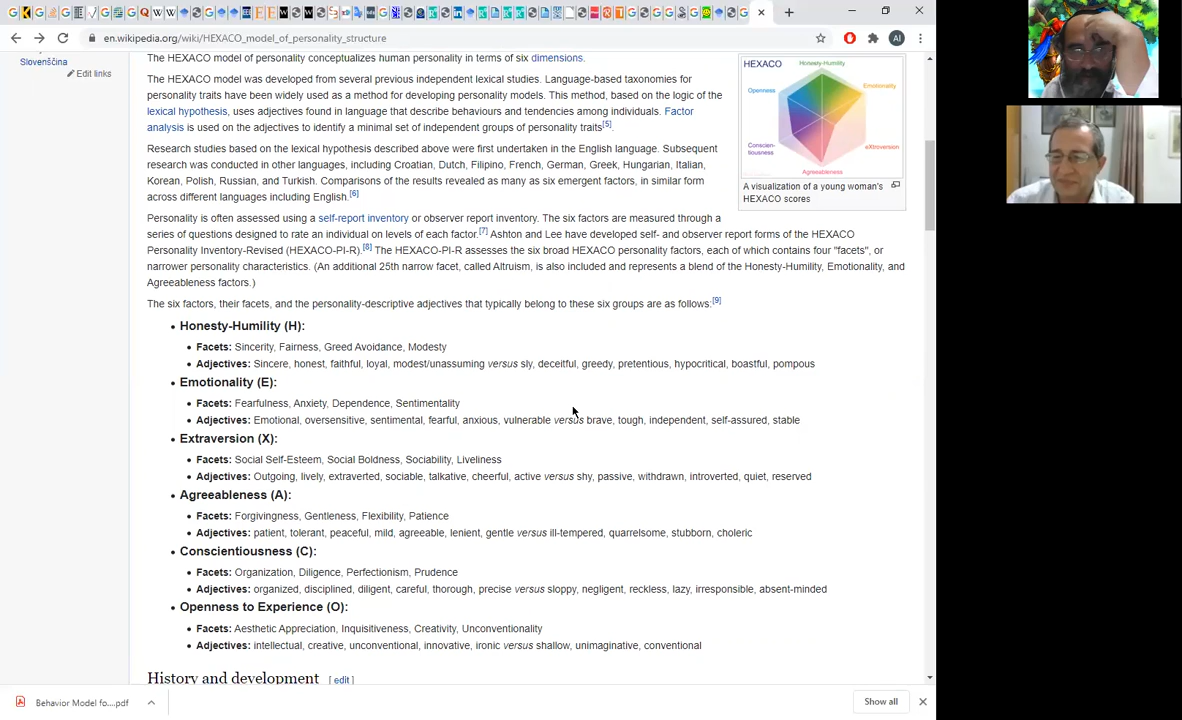 en.wikipedia.org/wiki/HEXACO_model_of_personality_structure
AI
Slovenščina
Edit links
The HEXACO model of personality conceptualizes human personality in terms of six dimensions.
The HEXACO model was developed from several previous independent lexical studies. Language-based taxonomies for
personality traits have been widely used as a method for developing personality models. This method, based on the logic of the
lexical hypothesis, uses adjectives found in language that describe behaviours and tendencies among individuals. Factor
analysis is used on the adjectives to identify a minimal set of independent groups of personality traits[5].
Research studies based on the lexical hypothesis described above were first undertaken in the English language. Subsequent
research was conducted in other languages, including Croatian, Dutch, Filipino, French, German, Greek, Hungarian, Italian,
Korean, Polish, Russian, and Turkish. Comparisons of the results revealed as many as six emergent factors, in similar form
across different languages including English.[6]
HEXACO
Honesty-Humility
Openness
Emotionality
Conscien-
tiousness
eXtroversion
Agreeableness
A visualization of a young woman's
HEXACO scores
Personality is often assessed using a self-report inventory or observer report inventory. The six factors are measured through a
series of questions designed to rate an individual on levels of each factor.[7] Ashton and Lee have developed self- and observer report forms of the HEXACO
Personality Inventory-Revised (HEXACO-PI-R).[8] The HEXACO-PI-R assesses the six broad HEXACO personality factors, each of which contains four "facets", or
narrower personality characteristics. (An additional 25th narrow facet, called Altruism, is also included and represents a blend of the Honesty-Humility, Emotionality, and
Agreeableness factors.)
The six factors, their facets, and the personality-descriptive adjectives that typically belong to these six groups are as follows:[9]
• Honesty-Humility (H):
• Facets: Sincerity, Fairness, Greed Avoidance, Modesty
• Adjectives: Sincere, honest, faithful, loyal, modest/unassuming versus sly, deceitful, greedy, pretentious, hypocritical, boastful, pompous
• Emotionality (E):
• Facets: Fearfulness, Anxiety, Dependence, Sentimentality
• Adjectives: Emotional, oversensitive, sentimental, fearful, anxious, vulnerable versus brave, tough, independent, self-assured, stable
• Extraversion (X):
• Facets: Social Self-Esteem, Social Boldness, Sociability, Liveliness
• Adjectives: Outgoing, lively, extraverted, sociable, talkative, cheerful, active versus shy, passive, withdrawn, introverted, quiet, reserved
• Agreeableness (A):
• Facets: Forgivingness, Gentleness, Flexibility, Patience
• Adjectives: patient, tolerant, peaceful, mild, agreeable, lenient, gentle versus ill-tempered, quarrelsome, stubborn, choleric
• Conscientiousness (C):
• Facets: Organization, Diligence, Perfectionism, Prudence
• Adjectives: organized, disciplined, diligent, careful, thorough, precise versus sloppy, negligent, reckless, lazy, irresponsible, absent-minded
• Openness to Experience (O):
• Facets: Aesthetic Appreciation, Inquisitiveness, Creativity, Unconventionality
• Adjectives: intellectual, creative, unconventional, innovative, ironic versus shallow, unimaginative, conventional
History and development [ edit ]
Behavior Model fo....pdf
Show all